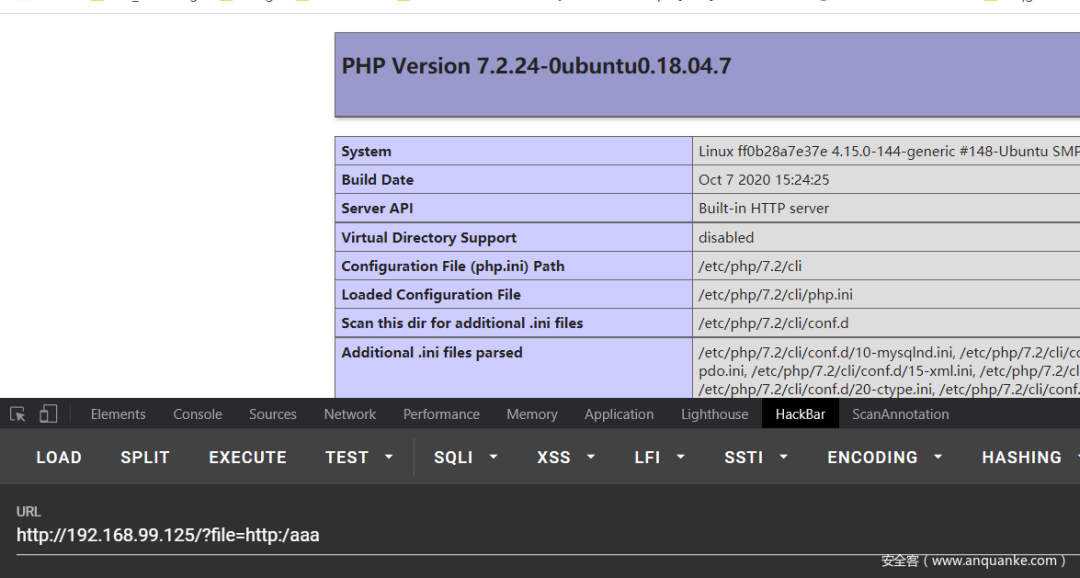 PHP Version 7.2.24-0ubuntu0.18.04.7
System Linux ff0b28a7e37e 4.15.0-144-generic #148-Ubuntu SMP
Build Date Oct 7 2020 15:24:25
Server API Built-in HTTP server
Virtual Directory Support disabled
Configuration File (php.ini) Path /etc/php/7.2/cli
Loaded Configuration File /etc/php/7.2/cli/php.ini
Scan this dir for additional .ini files /etc/php/7.2/cli/conf.d
Additional .ini files parsed /etc/php/7.2/cli/conf.d/10-mysqlnd.ini, /etc/php/7.2/cli/co
pdo.ini, /etc/php/7.2/cli/conf.d/15-xml.ini, /etc/php/7.2/cl
/etc/php/7.2/cli/conf.d/20-ctype.ini, /etc/php/7.2/cli/conf.
Elements Console Sources Network Performance Memory Application Lighthouse HackBar ScanAnnotation
LOAD SPLIT EXECUTE TEST SQLI XSS LFI SSTI ENCODING HASHING
URL
http://192.168.99.125/?file=http:/aaa
安全客（www.anquanke.com）